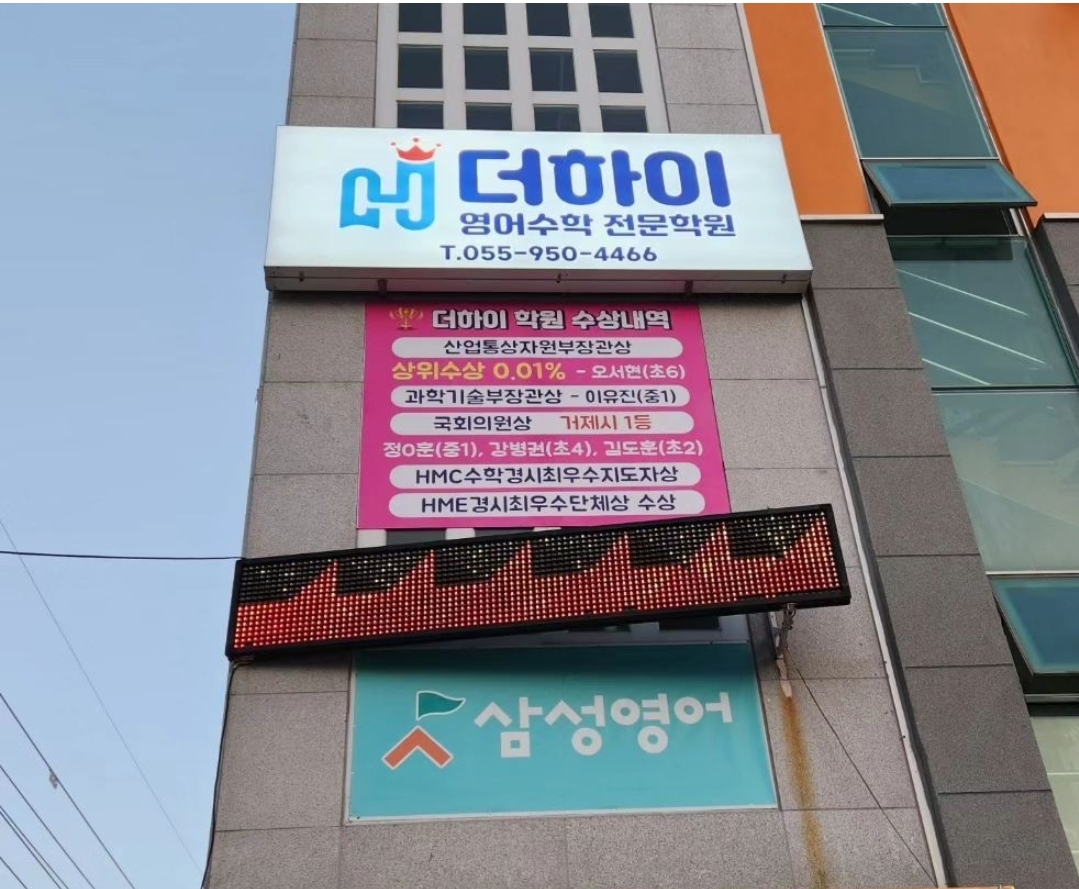 더하이
영어수학 전문학원
T.055-950-4466
더하이 학원 수상내역
산업통상자원부장관상
상위수상 0.01% - 오서현(초6)
과학기술부장관상 - 이유진(중1)
국회의원상 거제시 1등
정O훈(중1), 강병권(초4), 길도훈(초2)
HMC수학경시최우수지도자상
HME경시최우수단체상 수상
삼성영어